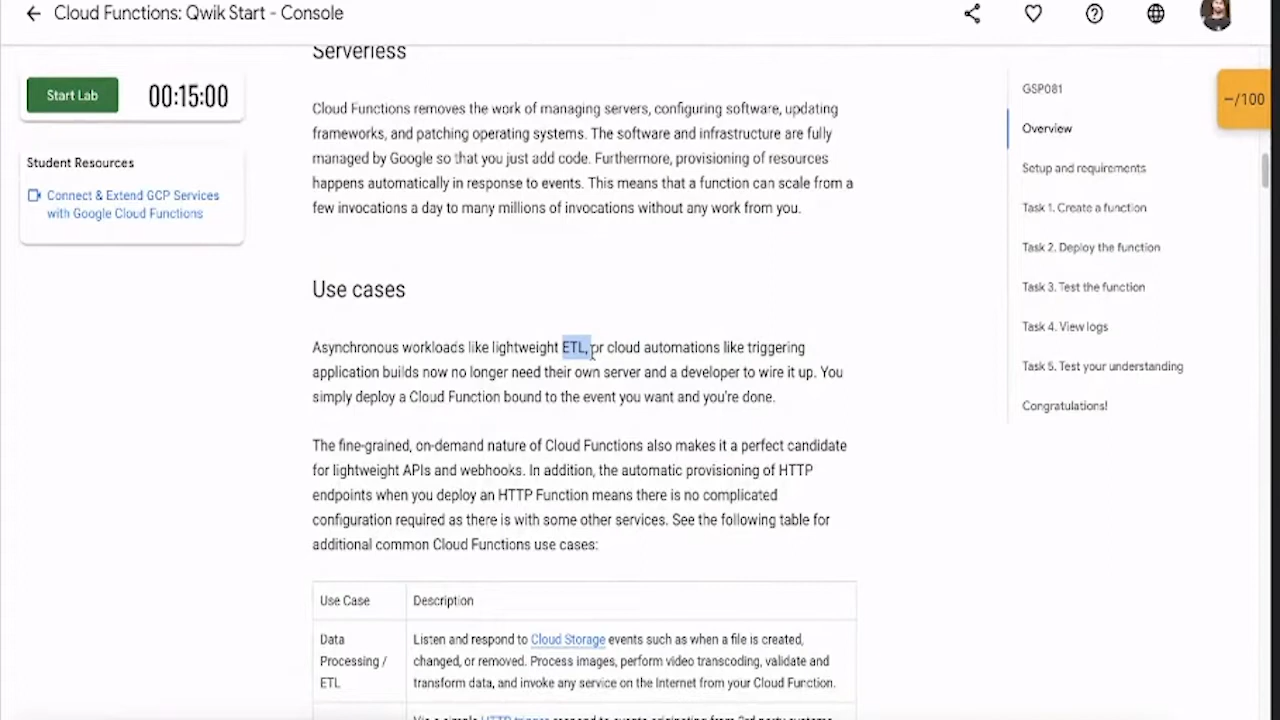 Cloud Functions: Qwik Start - Console
Serverless
Start Lab
00:15:00
Cloud Functions removes the work of managing servers, configuring software, updating
frameworks, and patching operating systems. The software and infrastructure are fully
managed by Google so that you just add code. Furthermore, provisioning of resources
happens automatically in response to events. This means that a function can scale from a
few invocations a day to many millions of invocations without any work from you.
Student Resources
Connect & Extend GCP Services
with Google Cloud Functions
GSP081
Overview
Setup and requirements
Task 1. Create a function
Task 2. Deploy the function
Task 3. Test the function
Task 4. View logs
Task 5. Test your understanding
Congratulations!
–/100
Use cases
Asynchronous workloads like lightweight ETL, or cloud automations like triggering
application builds now no longer need their own server and a developer to wire it up. You
simply deploy a Cloud Function bound to the event you want and you're done.
The fine-grained, on-demand nature of Cloud Functions also makes it a perfect candidate
for lightweight APIs and webhooks. In addition, the automatic provisioning of HTTP
endpoints when you deploy an HTTP Function means there is no complicated
configuration required as there is with some other services. See the following table for
additional common Cloud Functions use cases:
Use Case
Description
Data
Processing /
ETL
Listen and respond to Cloud Storage events such as when a file is created,
changed, or removed. Process images, perform video transcoding, validate and
transform data, and invoke any service on the Internet from your Cloud Function.
Via a simple HTTP trigger respond to events originating from 3rd party systems